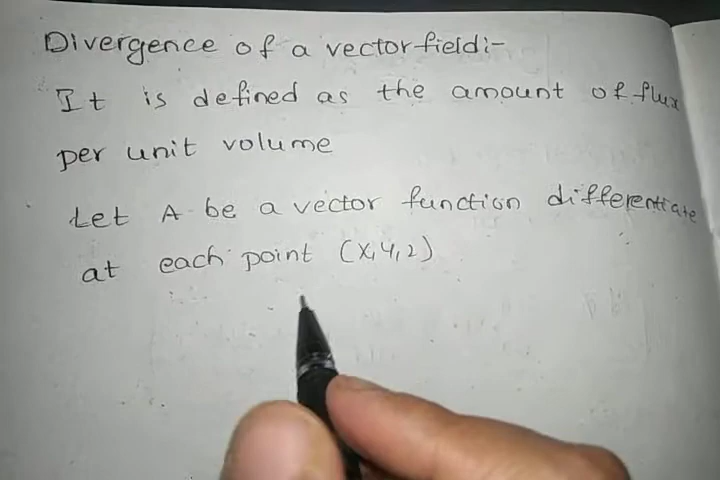 Divergence of a vector field:-
It is defined as the amount of flux
per unit volume
Let A be a vector function differentiate
at each point (x,y,z)